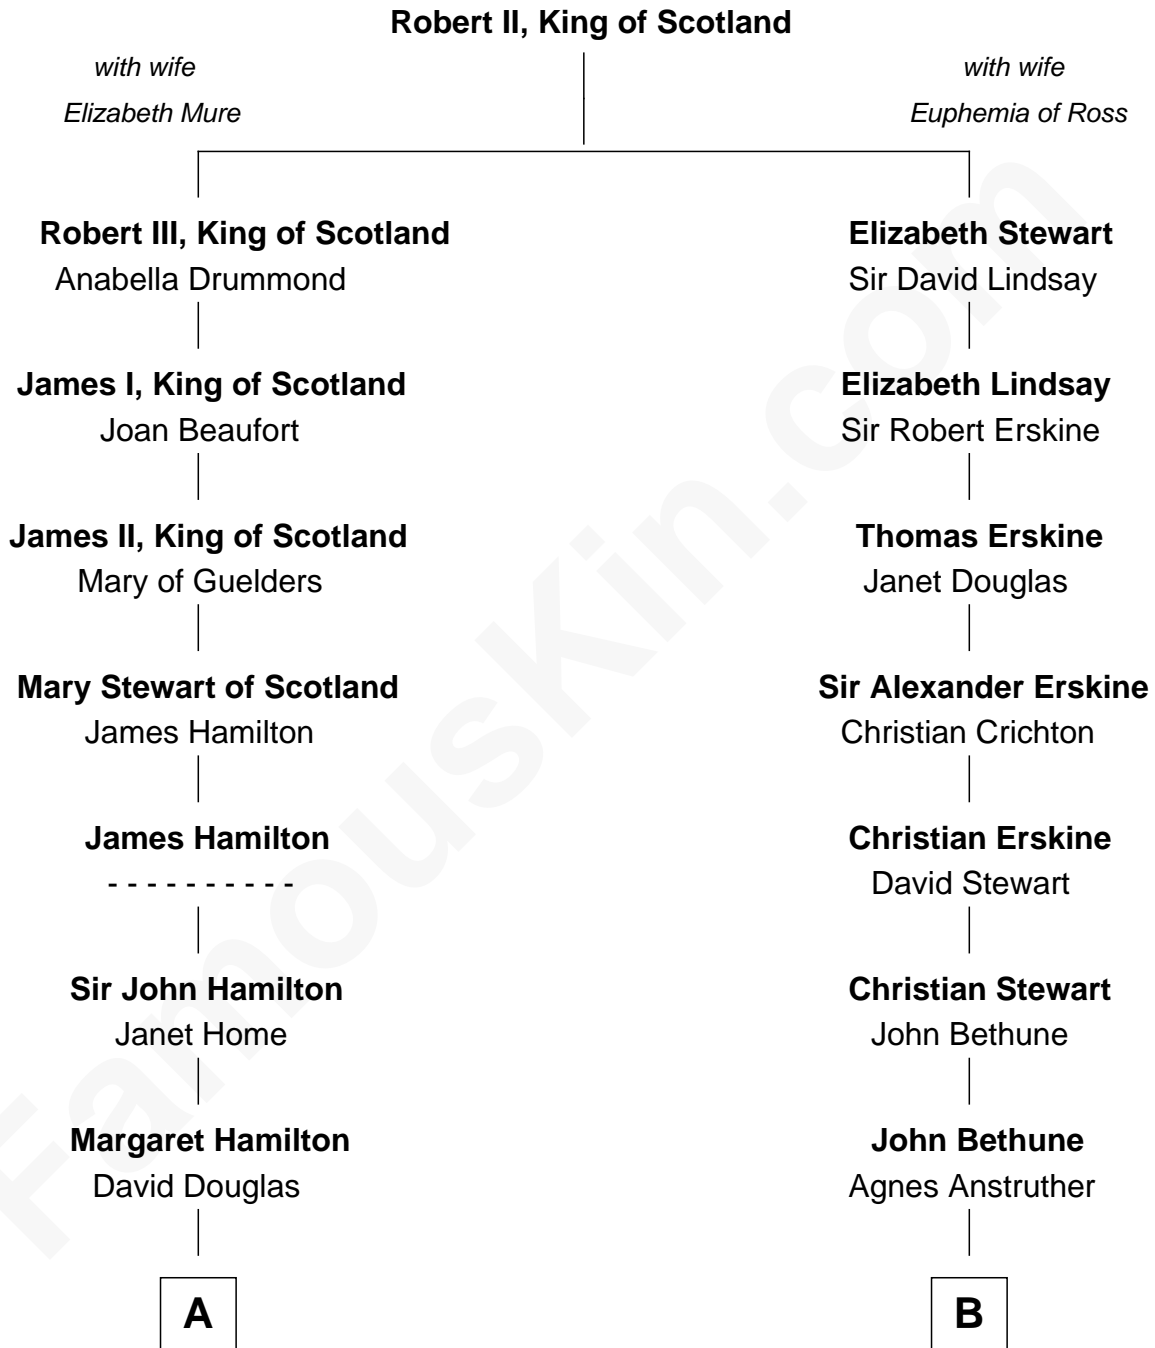 Robert II, King of Scotland
with wife
Elizabeth Mure
with wife
Euphemia of Ross
Robert III, King of Scotland
Anabella Drummond
Elizabeth Stewart
Sir David Lindsay
James I, King of Scotland
Joan Beaufort
Elizabeth Lindsay
Sir Robert Erskine
James II, King of Scotland
Mary of Guelders
Thomas Erskine
Janet Douglas
Mary Stewart of Scotland
James Hamilton
Sir Alexander Erskine
Christian Crichton
James Hamilton
- - - - - - - - - -
Christian Erskine
David Stewart
Sir John Hamilton
Janet Home
Christian Stewart
John Bethune
Margaret Hamilton
David Douglas
John Bethune
Agnes Anstruther
A
B
FamousKin.com